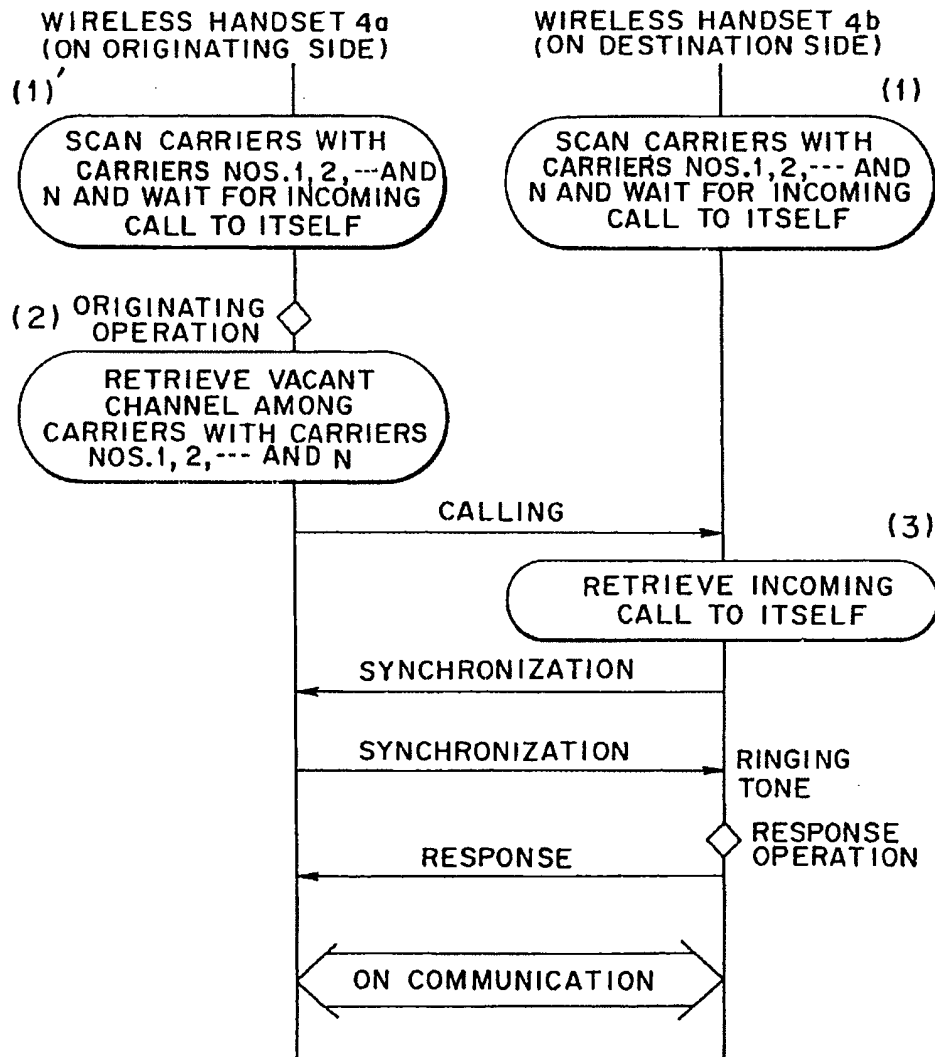 WIRELESS HANDSET 4a
(ON ORIGINATING SIDE)
WIRELESS HANDSET 4b
(ON DESTINATION SIDE)
(1)'
(1)
SCAN CARRIERS WITH
CARRIERS NOS.1, 2, --- AND
N AND WAIT FOR INCOMING
CALL TO ITSELF
SCAN CARRIERS WITH
CARRIERS NOS.1, 2, --- AND
N AND WAIT FOR INCOMING
CALL TO ITSELF
(2) ORIGINATING
OPERATION
RETRIEVE VACANT
CHANNEL AMONG
CARRIERS WITH CARRIERS
NOS.1, 2, --- AND N
CALLING
(3)
RETRIEVE INCOMING
CALL TO ITSELF
SYNCHRONIZATION
SYNCHRONIZATION
RINGING
TONE
RESPONSE
OPERATION
RESPONSE
ON COMMUNICATION